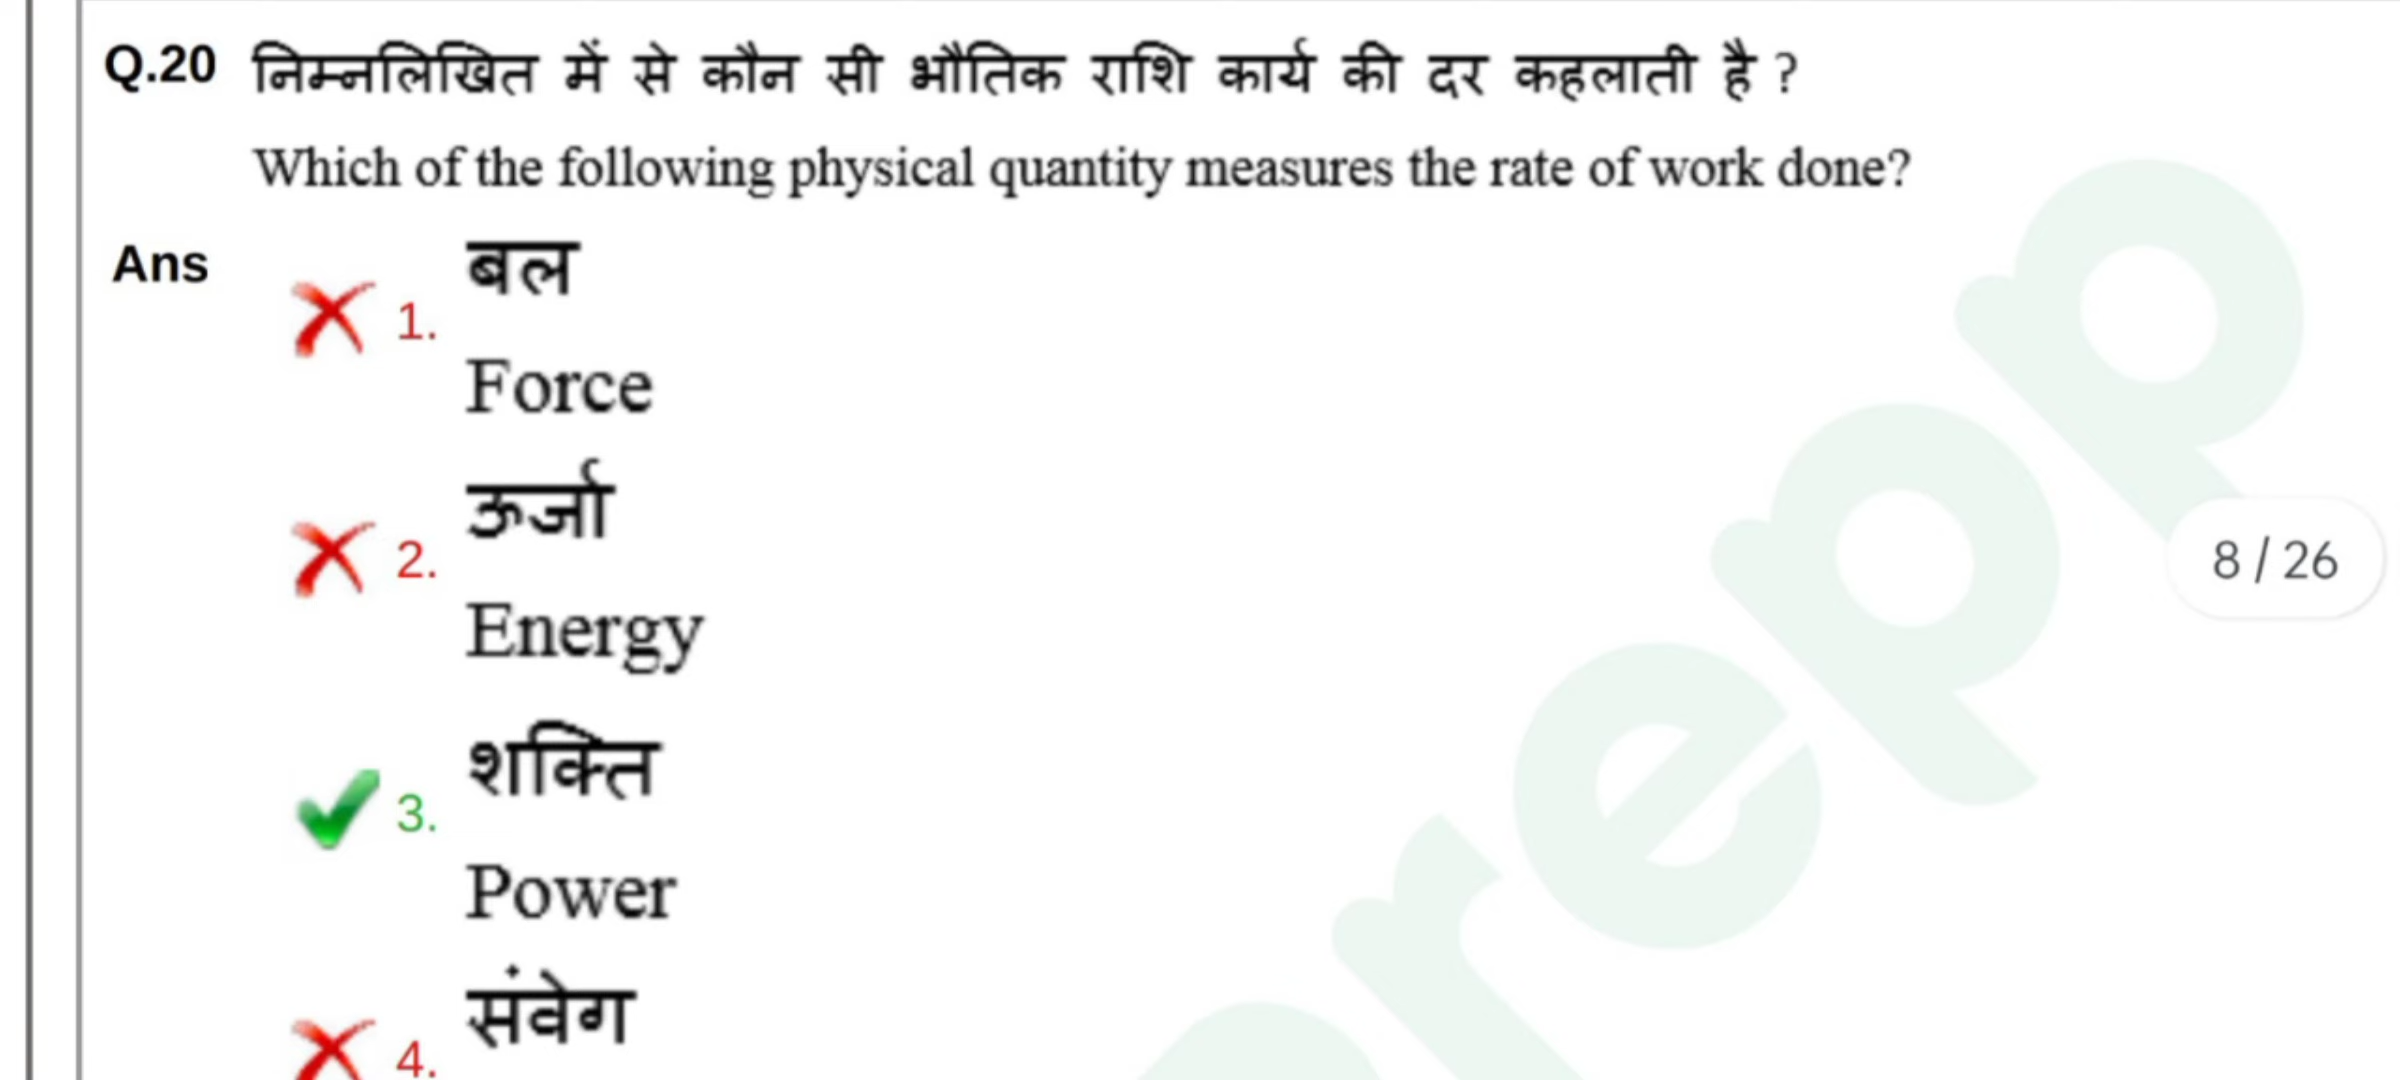 Q.20 निम्नलिखित में से कौन सी भौतिक राशि कार्य की दर कहलाती है ?
Which of the following physical quantity measures the rate of work done?
Ans
बल
1.
Force
ऊर्जा
2.
Energy
8 / 26
शक्ति
3.
Power
संवेग
4.
repp